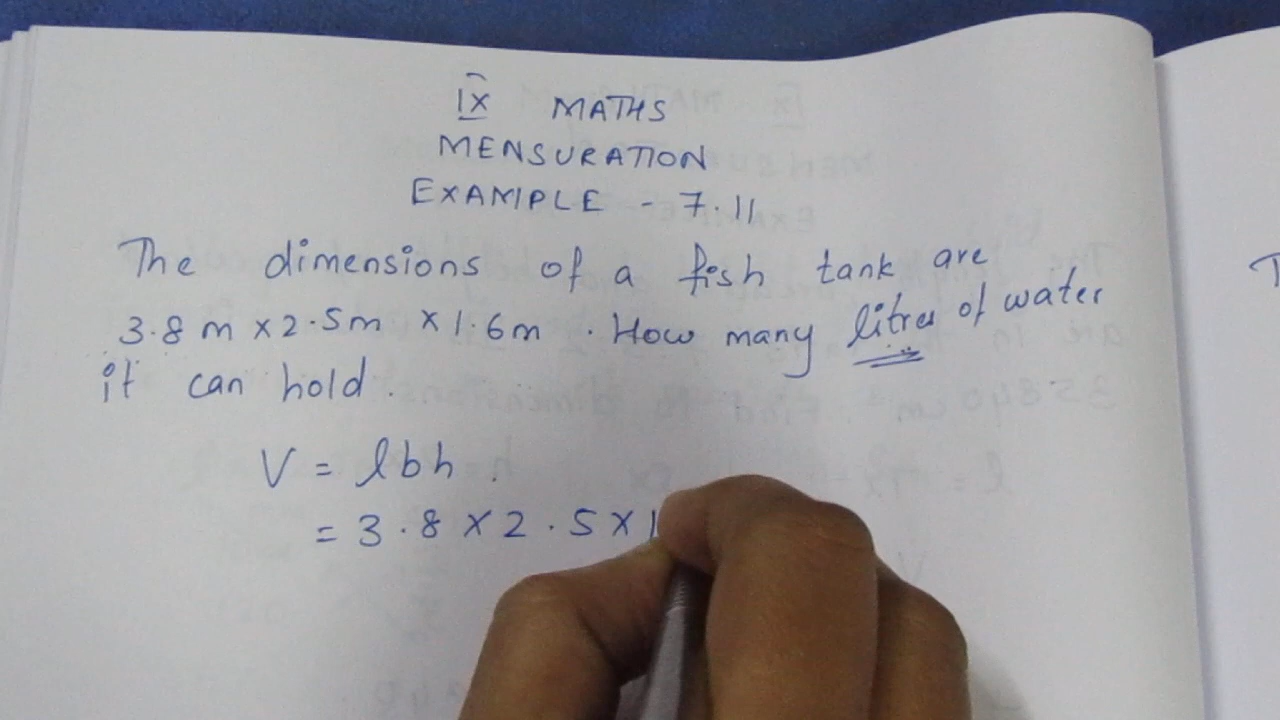 IX MATHS
MENSURATION
EXAMPLE - 7.11
The dimensions of a fish tank are
3.8 m x 2.5m x 1.6m . How many litres of water
it can hold.
V = lbh.
= 3.8 x 2.5 x 1